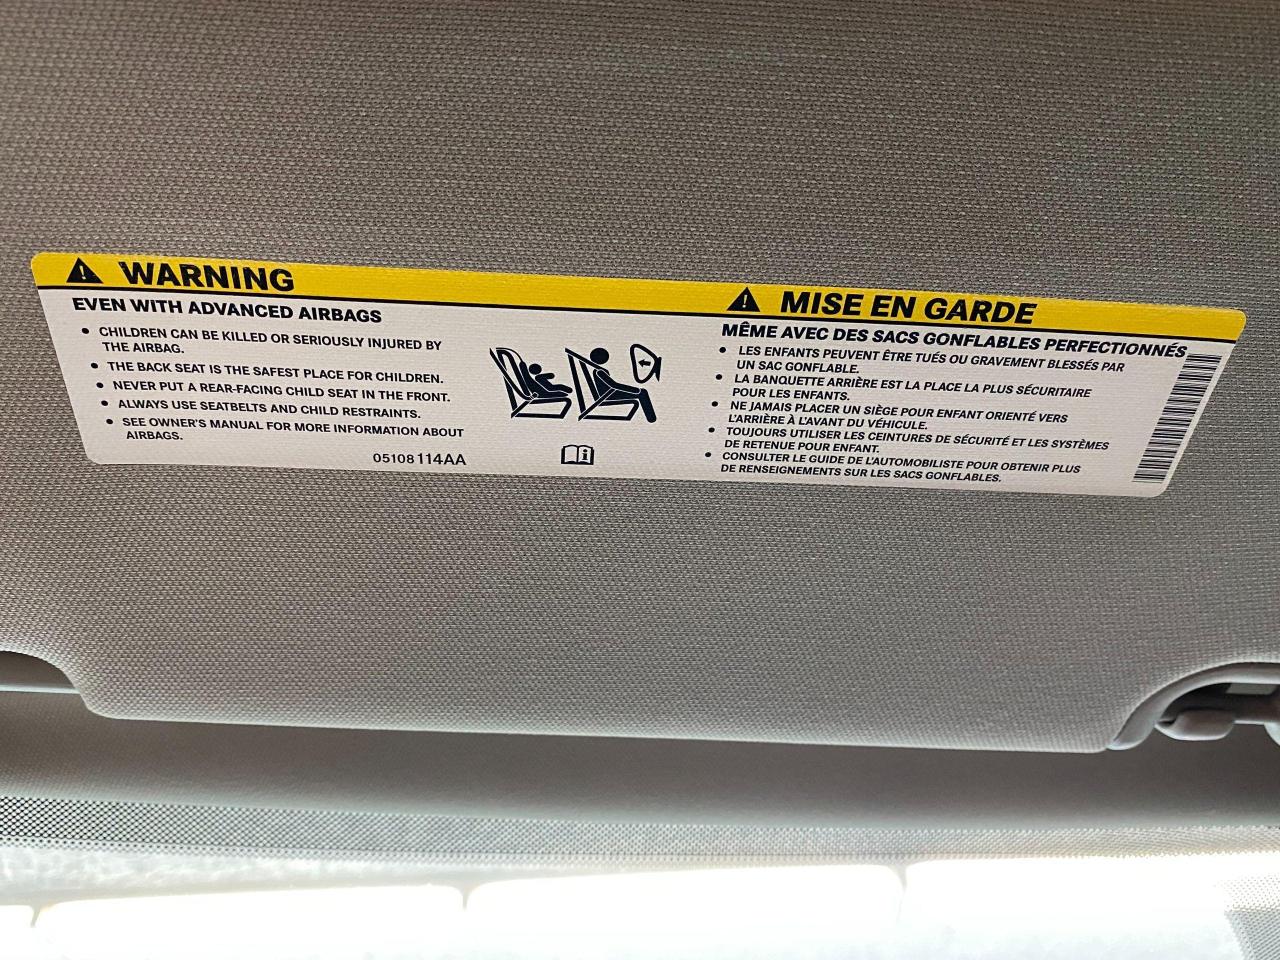 WARNING
EVEN WITH ADVANCED AIRBAGS
• CHILDREN CAN BE KILLED OR SERIOUSLY INJURED BY
THE AIRBAG.
• THE BACK SEAT IS THE SAFEST PLACE FOR CHILDREN.
• NEVER PUT A REAR-FACING CHILD SEAT IN THE FRONT.
• ALWAYS USE SEATBELTS AND CHILD RESTRAINTS.
• SEE OWNER'S MANUAL FOR MORE INFORMATION ABOUT
AIRBAGS.
05108114AA
MISE EN GARDE
MÊME AVEC DES SACS GONFLABLES PERFECTIONNÉS
• LES ENFANTS PEUVENT ÊTRE TUÉS OU GRAVEMENT BLESSÉS PAR
UN SAC GONFLABLE.
• LA BANQUETTE ARRIÈRE EST LA PLACE LA PLUS SÉCURITAIRE
POUR LES ENFANTS.
• NE JAMAIS PLACER UN SIÈGE POUR ENFANT ORIENTÉ VERS
L'ARRIÈRE À L'AVANT DU VÉHICULE.
• TOUJOURS UTILISER LES CEINTURES DE SÉCURITÉ ET LES SYSTÈMES
DE RETENUE POUR ENFANT.
• CONSULTER LE GUIDE DE L'AUTOMOBILISTE POUR OBTENIR PLUS
DE RENSEIGNEMENTS SUR LES SACS GONFLABLES.